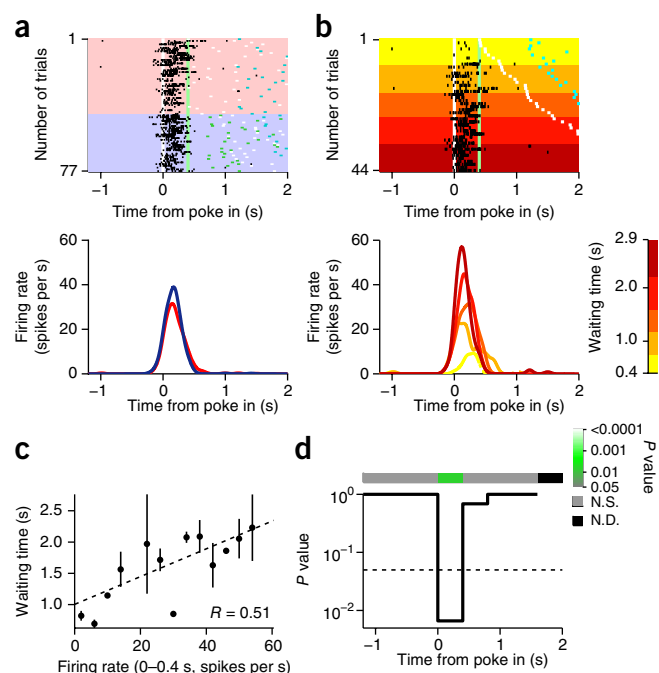 a
b
Number of trials
1
77
−1
0
1
2
Time from poke in (s)
Number of trials
1
44
−1
0
1
2
Time from poke in (s)
Firing rate
(spikes per s)
60
40
20
0
−1
0
1
2
Time from poke in (s)
Firing rate
(spikes per s)
60
40
20
0
−1
0
1
2
Time from poke in (s)
Waiting time (s)
2.9
2.0
1.0
0.4
c
d
Waiting time (s)
2.5
2.0
1.5
1.0
0
20
40
60
R = 0.51
Firing rate (0–0.4 s, spikes per s)
<0.0001
0.001
0.01
0.05
P value
N.S.
N.D.
P value
10⁰
10⁻¹
10⁻²
−1
0
1
2
Time from poke in (s)